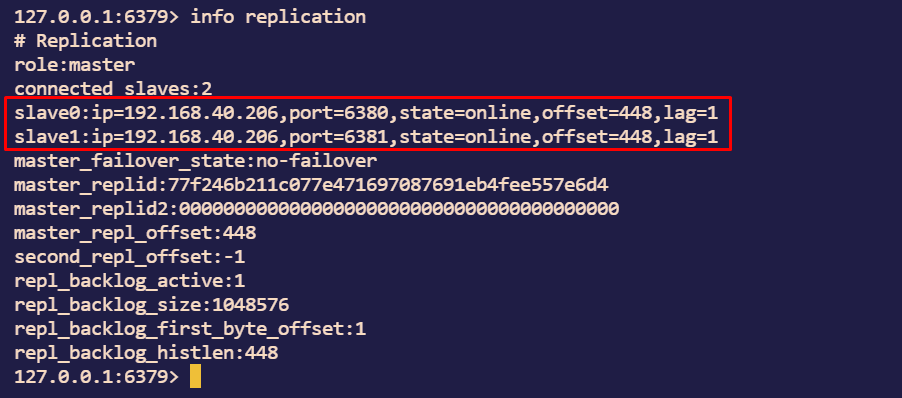 127.0.0.1:6379> info replication
# Replication
role:master
connected_slaves:2
slave0:ip=192.168.40.206,port=6380,state=online,offset=448,lag=1
slave1:ip=192.168.40.206,port=6381,state=online,offset=448,lag=1
master_failover_state:no-failover
master_replid:77f246b211c077e471697087691eb4fee557e6d4
master_replid2:0000000000000000000000000000000000000000
master_repl_offset:448
second_repl_offset:-1
repl_backlog_active:1
repl_backlog_size:1048576
repl_backlog_first_byte_offset:1
repl_backlog_histlen:448
127.0.0.1:6379>